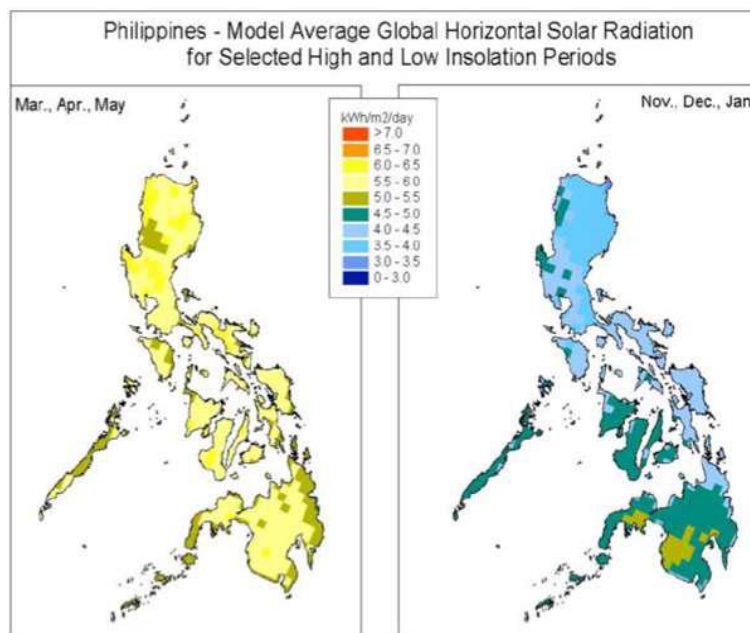 Philippines - Model Average Global Horizontal Solar Radiation
for Selected High and Low Insolation Periods
Mar., Apr., May
Nov., Dec., Jan
kWh/m2/day
>7.0
6.5 - 7.0
6.0 - 6.5
5.5 - 6.0
5.0 - 5.5
4.5 - 5.0
4.0 - 4.5
3.5 - 4.0
3.0 - 3.5
0 - 3.0